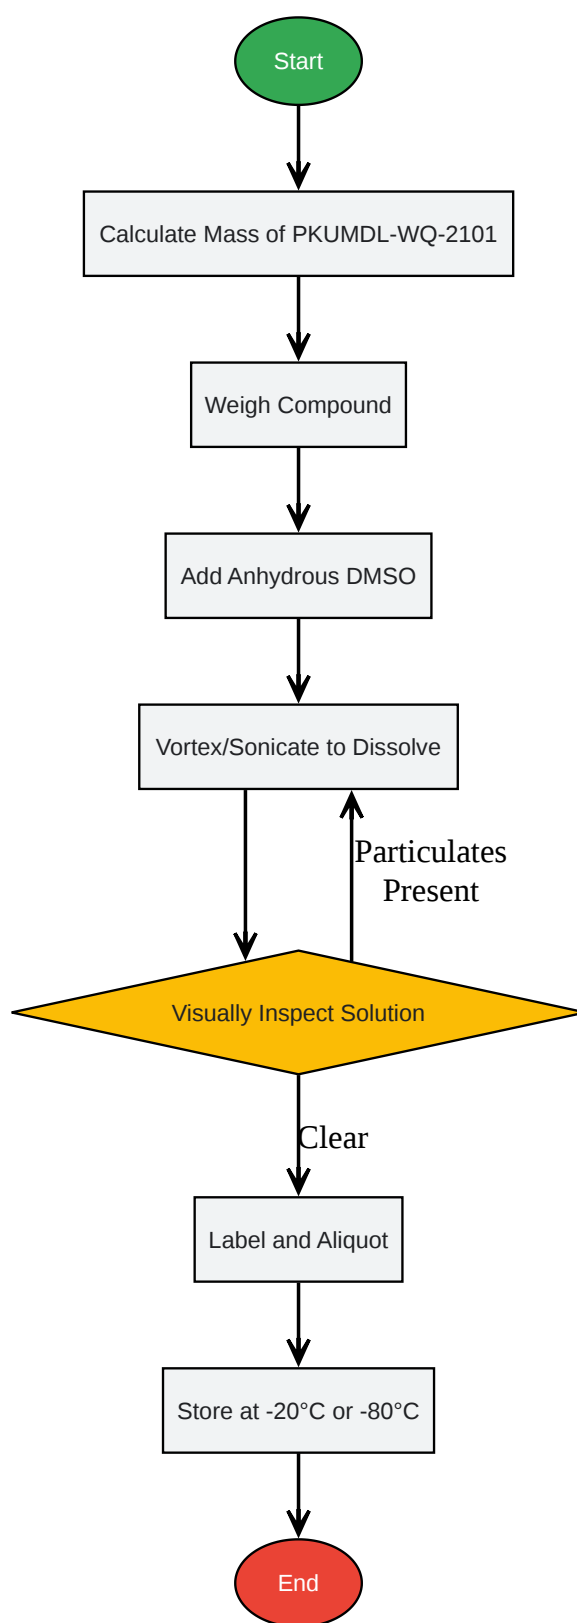 Start
Calculate Mass of PKUMDL-WQ-2101
Weigh Compound
Add Anhydrous DMSO
Vortex/Sonicate to Dissolve
Particulates
Present
Visually Inspect Solution
Clear
Label and Aliquot
Store at -20°C or -80°C
End